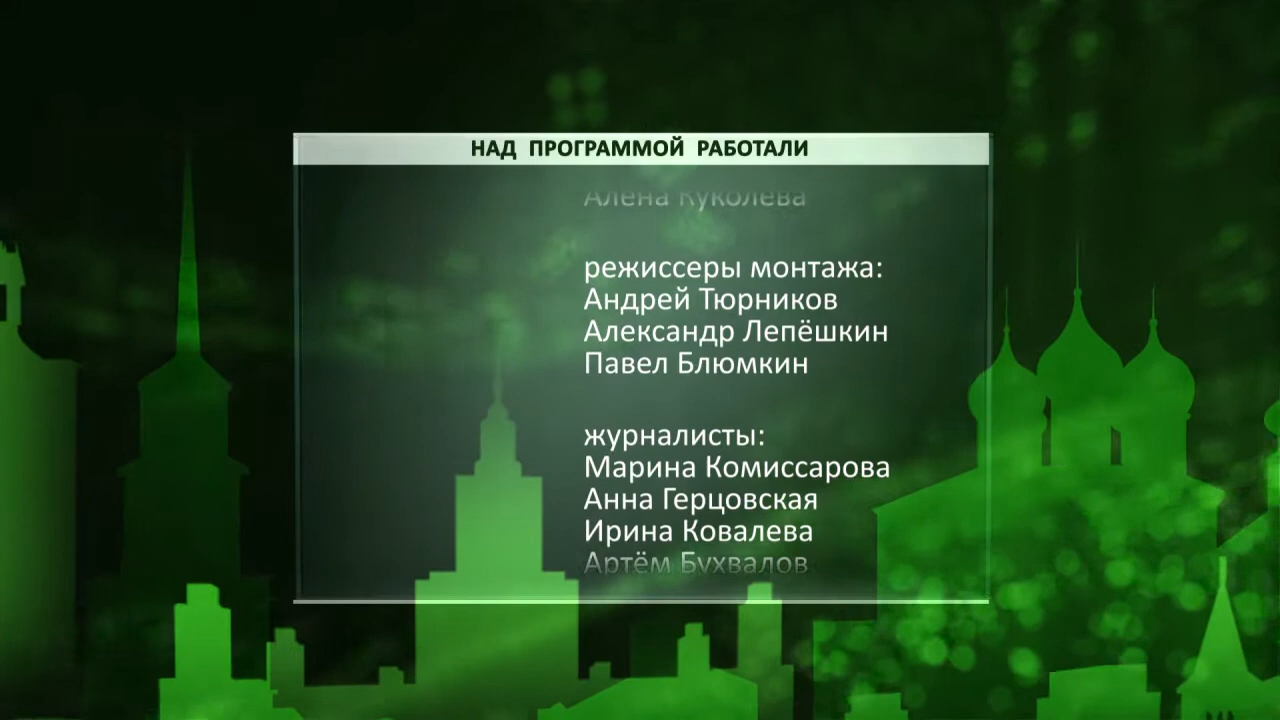 НАД ПРОГРАММОЙ РАБОТАЛИ
Алена Куколева
режиссеры монтажа:
Андрей Тюрников
Александр Лепёшкин
Павел Блюмкин
журналисты:
Марина Комиссарова
Анна Герцовская
Ирина Ковалева
Артём Бухвалов